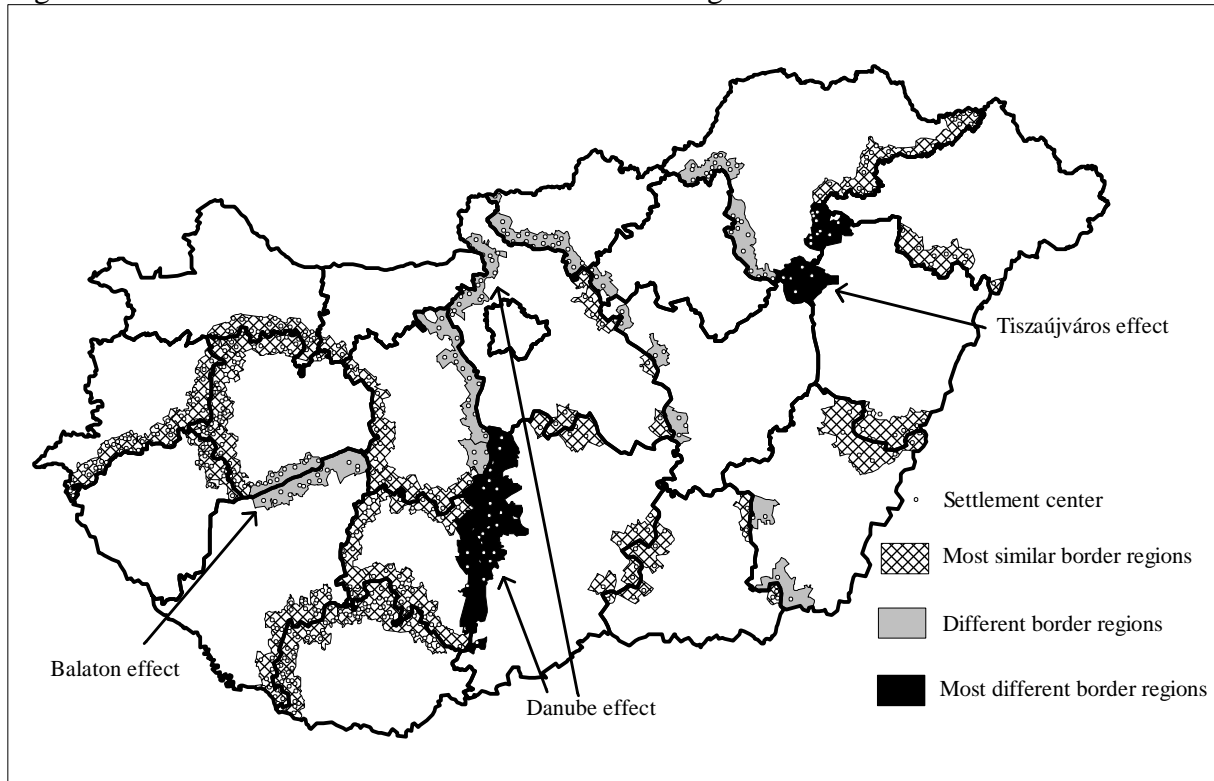 Tiszaújváros effect
Settlement center
Most similar border regions
Different border regions
Balaton effect
Most different border regions
Danube effect